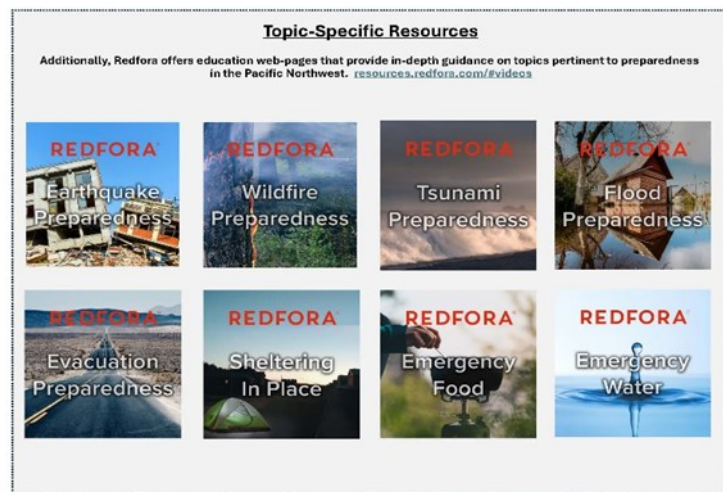 Topic-Specific Resources
Additionally, Redfora offers education web-pages that provide in-depth guidance on topics pertinent to preparedness
in the Pacific Northwest. resources.redfora.com/#videos
REDFORA
Earthquake
Preparedness
REDFORA
Wildfire
Preparedness
REDFORA
Tsunami
Preparedness
REDFORA
Flood
Preparedness
REDFORA
Evacuation
Preparedness
REDFORA
Sheltering
In Place
REDFORA
Emergency
Food
REDFORA
Emergency
Water